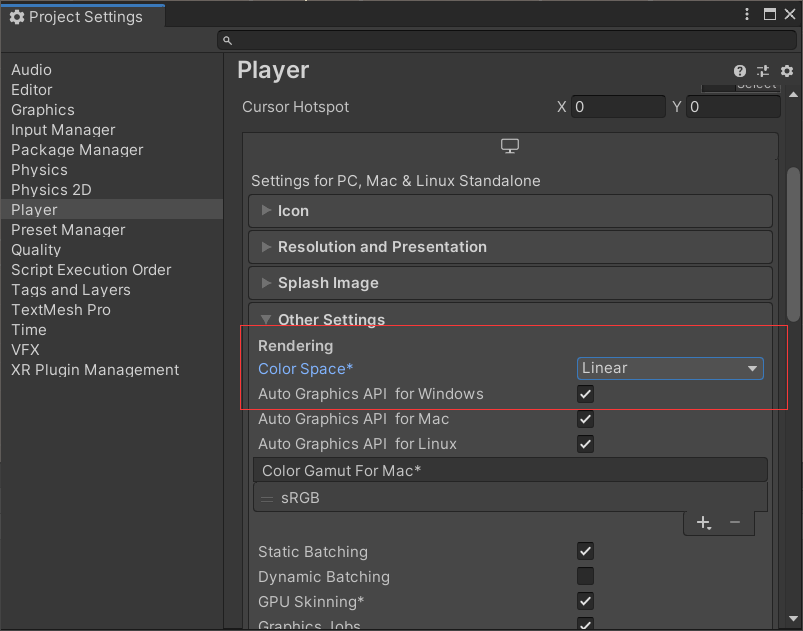 Project Settings
Player
Audio
Editor
Graphics
Input Manager
Package Manager
Physics
Physics 2D
Player
Preset Manager
Quality
Script Execution Order
Tags and Layers
TextMesh Pro
Time
VFX
XR Plugin Management
Select
Cursor Hotspot X 0 Y 0
Settings for PC, Mac & Linux Standalone
Icon
Resolution and Presentation
Splash Image
Other Settings
Rendering
Color Space* Linear
Auto Graphics API for Windows
Auto Graphics API for Mac
Auto Graphics API for Linux
Color Gamut For Mac*
sRGB
Static Batching
Dynamic Batching
GPU Skinning*
Graphics Jobs